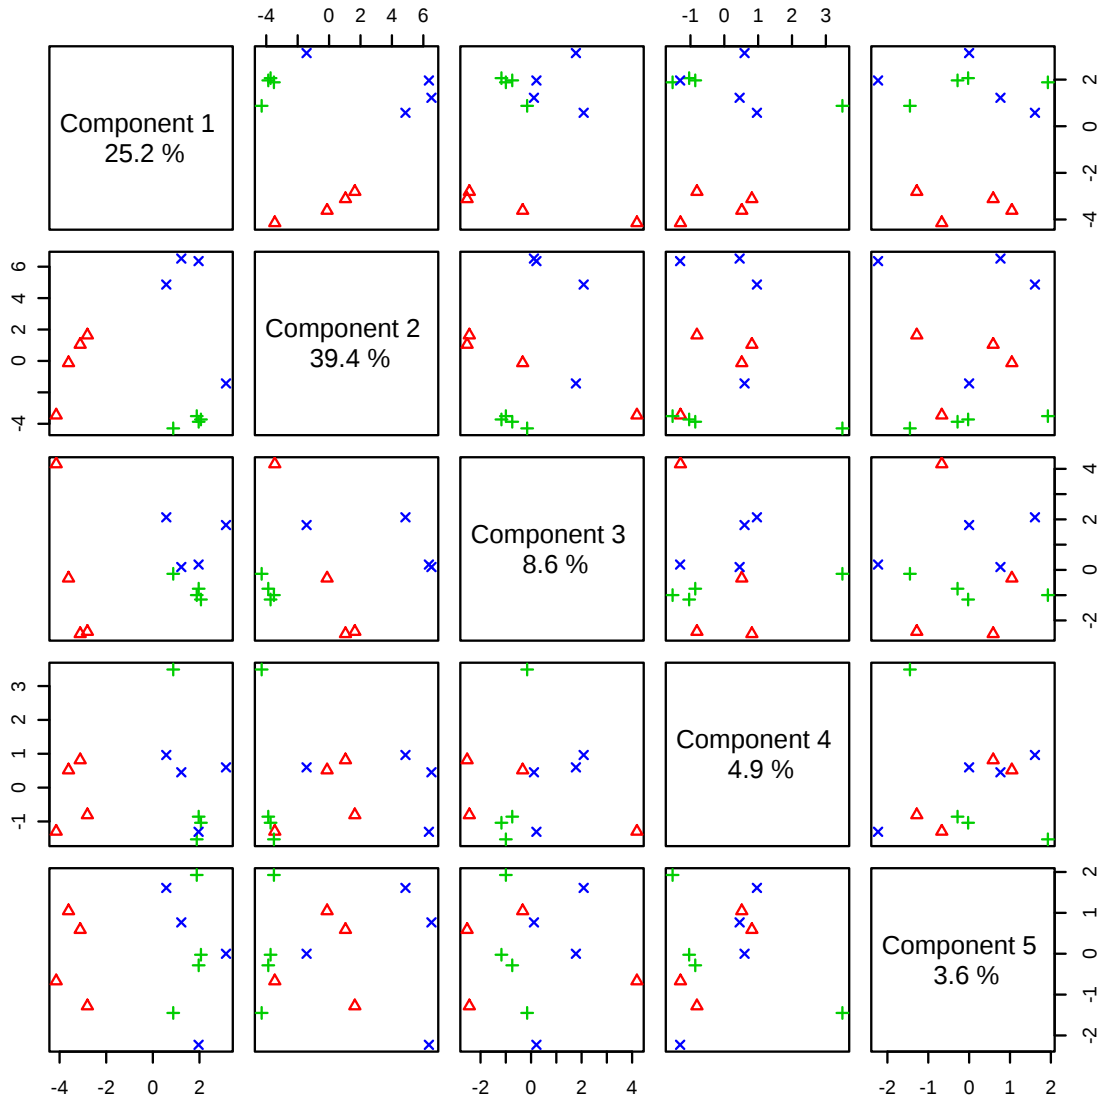 -4 0 2 4 6
-1 0 1 3
Component 1
25.2 %
-4 -2 0 2
-4 0 2 4 6
Component 2
39.4 %
Component 3
8.6 %
-2 0 2 4
-1 0 1 2 3
Component 4
4.9 %
Component 5
3.6 %
-2 -1 0 1 2
-4 -2 0 2
-2 0 2 4
-2 -1 0 1 2